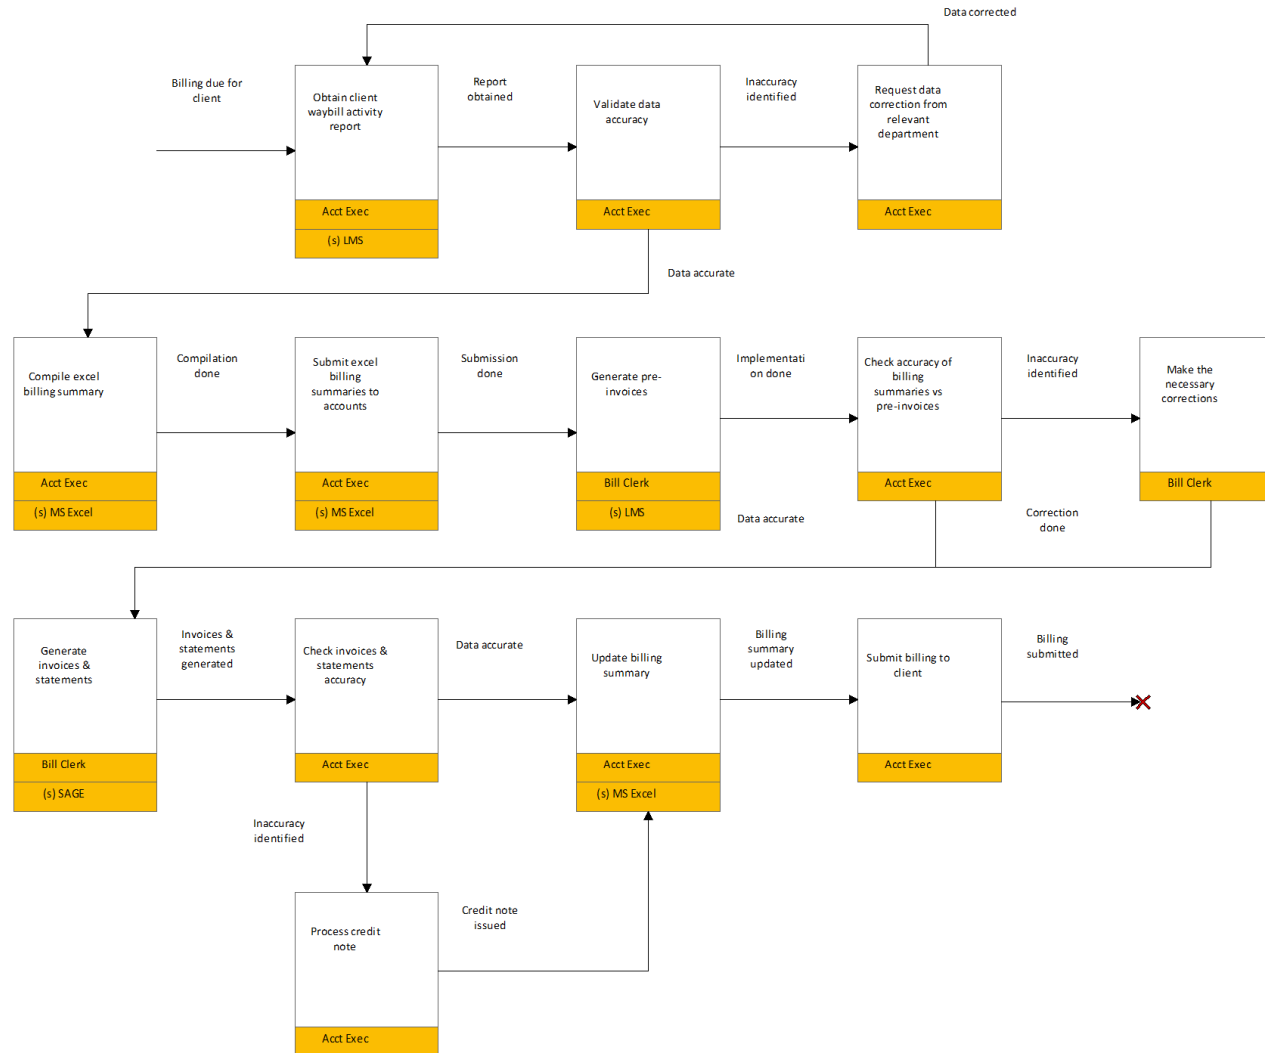 Data corrected
Billing due for
client
Obtain client
waybill activity
report
Report
obtained
Validate data
accuracy
Inaccuracy
identified
Request data
correction from
relevant
department
Acct Exec
(s) LMS
Acct Exec
Acct Exec
Data accurate
Compile excel
billing summary
Compilation
done
Submit excel
billing
summaries to
accounts
Submission
done
Generate pre-
invoices
Implementati
on done
Check accuracy of
billing
summaries vs
pre-invoices
Inaccuracy
identified
Make the
necessary
corrections
Acct Exec
(s) MS Excel
Acct Exec
(s) MS Excel
Bill Clerk
(s) LMS
Acct Exec
Bill Clerk
Data accurate
Correction
done
Generate
invoices &
statements
Invoices &
statements
generated
Check invoices &
statements
accuracy
Data accurate
Update billing
summary
Billing
summary
updated
Submit billing to
client
Billing
submitted
Bill Clerk
(s) SAGE
Acct Exec
Acct Exec
(s) MS Excel
Acct Exec
Inaccuracy
identified
Process credit
note
Credit note
issued
Acct Exec